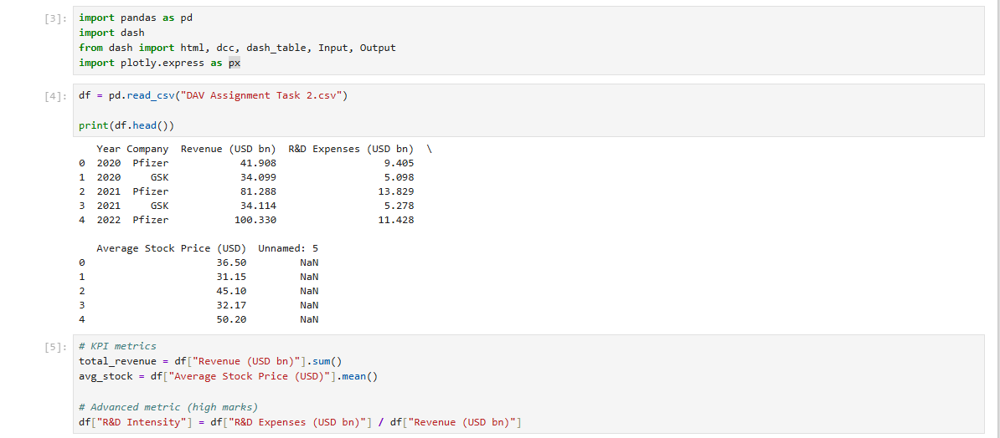 [3]: import pandas as pd
import dash
from dash import html, dcc, dash_table, Input, Output
import plotly.express as px
[4]: df = pd.read_csv("DAV Assignment Task 2.csv")
print(df.head())
   Year Company  Revenue (USD bn)  R&D Expenses (USD bn)  \
0  2020  Pfizer            41.908                  9.405
1  2020     GSK            34.099                  5.098
2  2021  Pfizer            81.288                 13.829
3  2021     GSK            34.114                  5.278
4  2022  Pfizer           100.330                 11.428
   Average Stock Price (USD)  Unnamed: 5
0                      36.50         NaN
1                      31.15         NaN
2                      45.10         NaN
3                      32.17         NaN
4                      50.20         NaN
[5]: # KPI metrics
total_revenue = df["Revenue (USD bn)"].sum()
avg_stock = df["Average Stock Price (USD)"].mean()
# Advanced metric (high marks)
df["R&D Intensity"] = df["R&D Expenses (USD bn)"] / df["Revenue (USD bn)"]